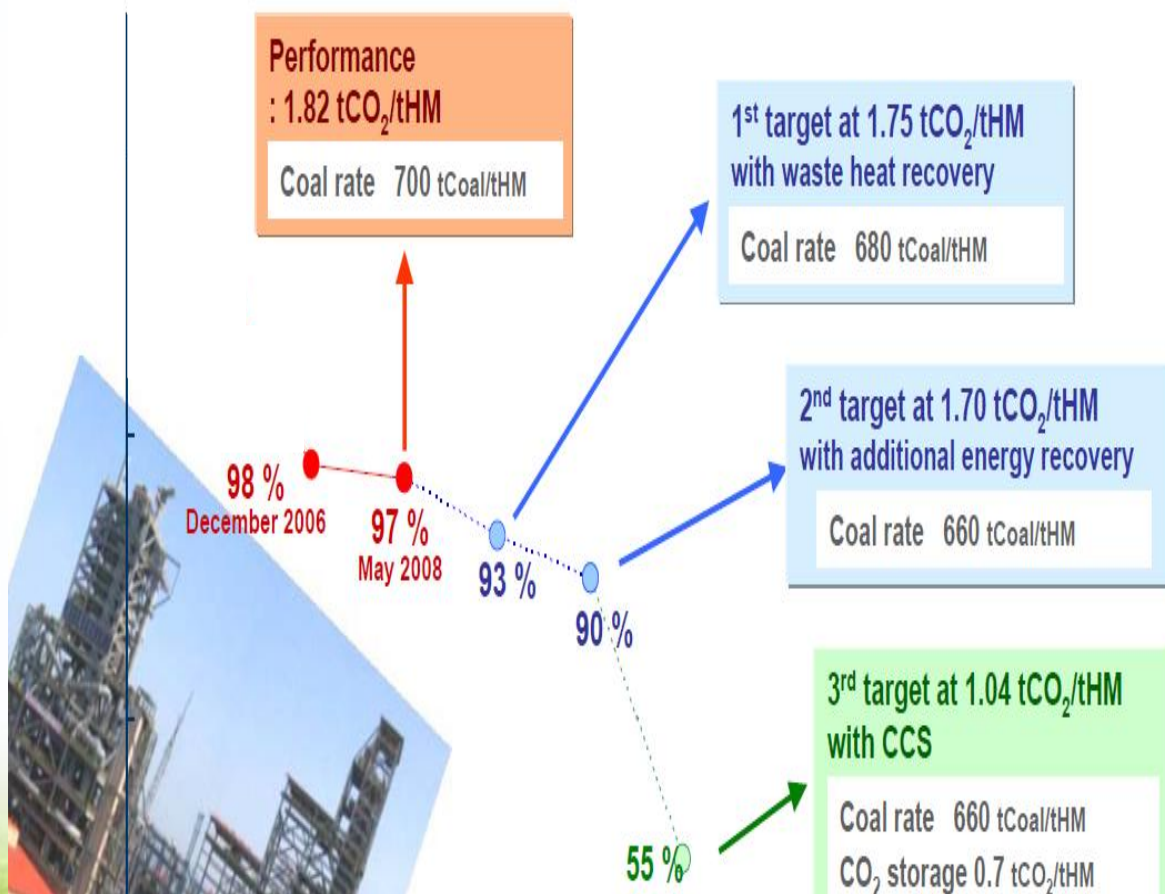 Performance
: 1.82 tCO₂/tHM
Coal rate 700 tCoal/tHM
1st target at 1.75 tCO₂/tHM
with waste heat recovery
Coal rate 680 tCoal/tHM
2nd target at 1.70 tCO₂/tHM
with additional energy recovery
Coal rate 660 tCoal/tHM
98 %
December 2006
97 %
May 2008
93 %
90 %
3rd target at 1.04 tCO₂/tHM
with CCS
Coal rate 660 tCoal/tHM
CO₂ storage 0.7 tCO₂/tHM
55 %